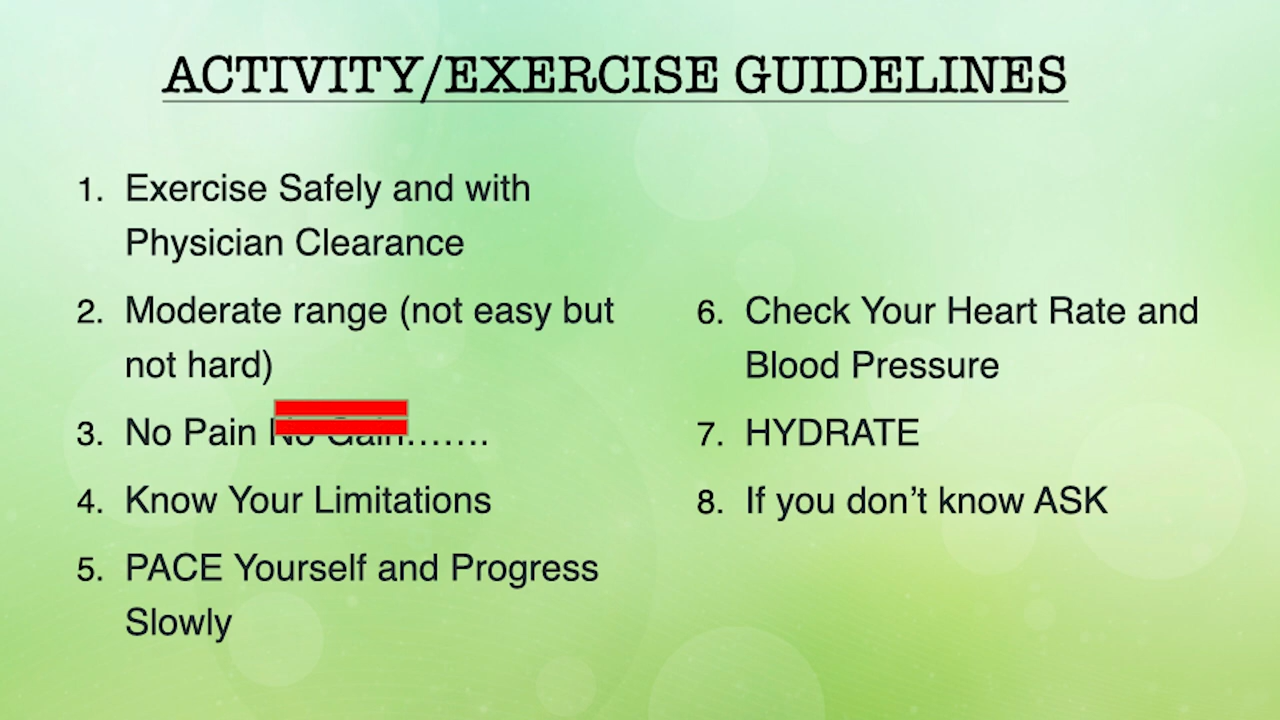 ACTIVITY/EXERCISE GUIDELINES
1. Exercise Safely and with
Physician Clearance
2. Moderate range (not easy but
not hard)
3. No Pain No Gain.......
4. Know Your Limitations
5. PACE Yourself and Progress
Slowly
6. Check Your Heart Rate and
Blood Pressure
7. HYDRATE
8. If you don’t know ASK